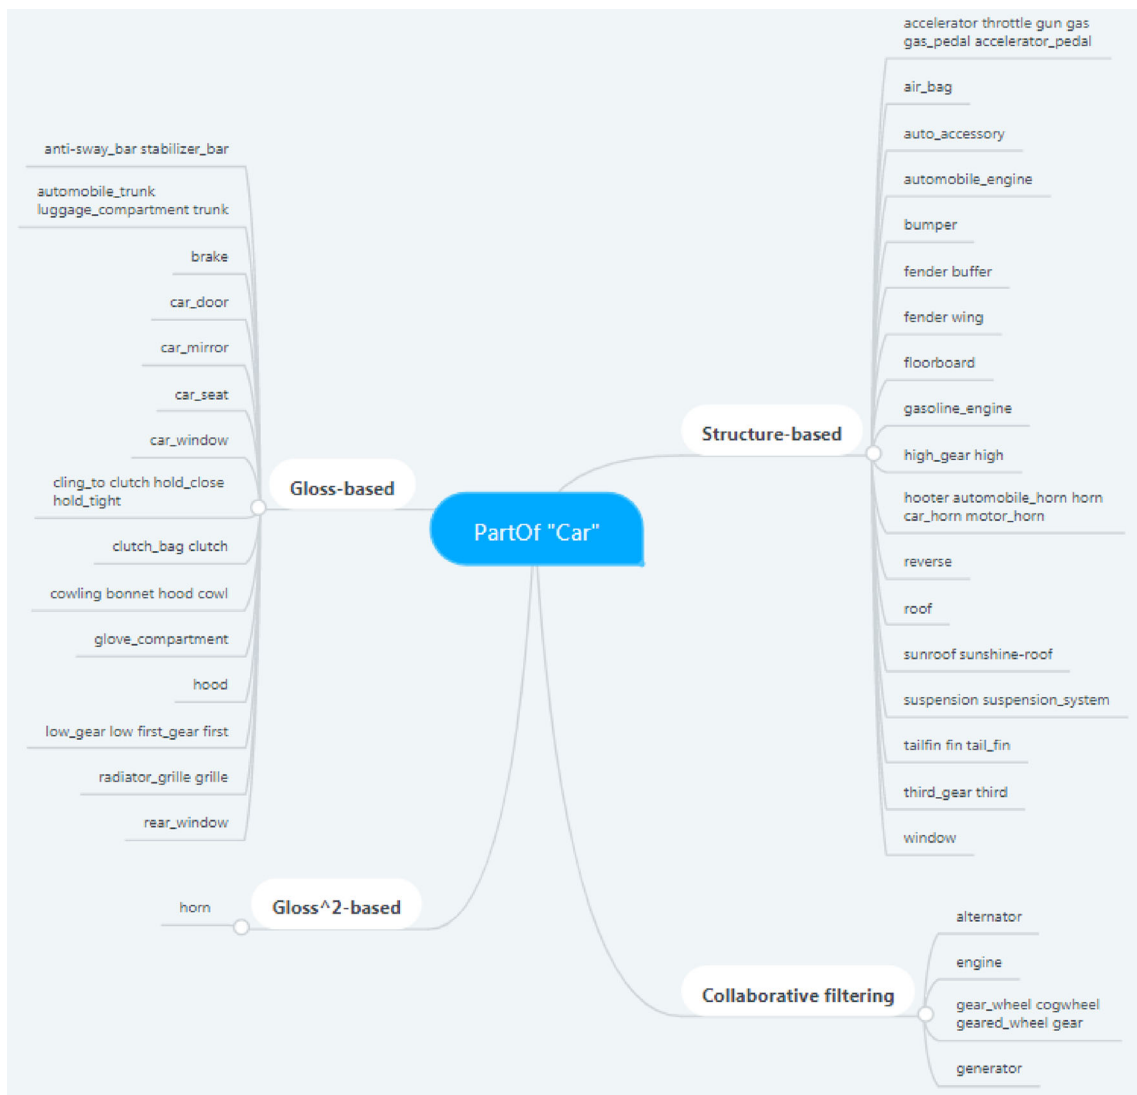 PartOf "Car"
Gloss-based
anti-sway_bar stabilizer_bar
automobile_trunk
luggage_compartment trunk
brake
car_door
car_mirror
car_seat
car_window
cling_to clutch hold_close
hold_tight
clutch_bag clutch
cowling bonnet hood cowl
glove_compartment
hood
low_gear low first_gear first
radiator_grille grille
rear_window
Gloss^2-based
horn
Structure-based
accelerator throttle gun gas
gas_pedal accelerator_pedal
air_bag
auto_accessory
automobile_engine
bumper
fender buffer
fender wing
floorboard
gasoline_engine
high_gear high
hooter automobile_horn horn
car_horn motor_horn
reverse
roof
sunroof sunshine-roof
suspension suspension_system
tailfin fin tail_fin
third_gear third
window
Collaborative filtering
alternator
engine
gear_wheel cogwheel
geared_wheel gear
generator